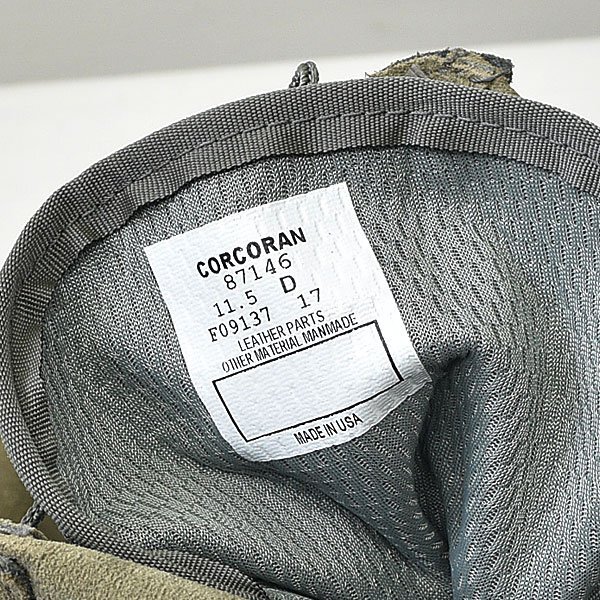 CORCORAN
87146
11.5 D
F09137 17
LEATHER PARTS
OTHER MATERIAL MANMADE
MADE IN USA